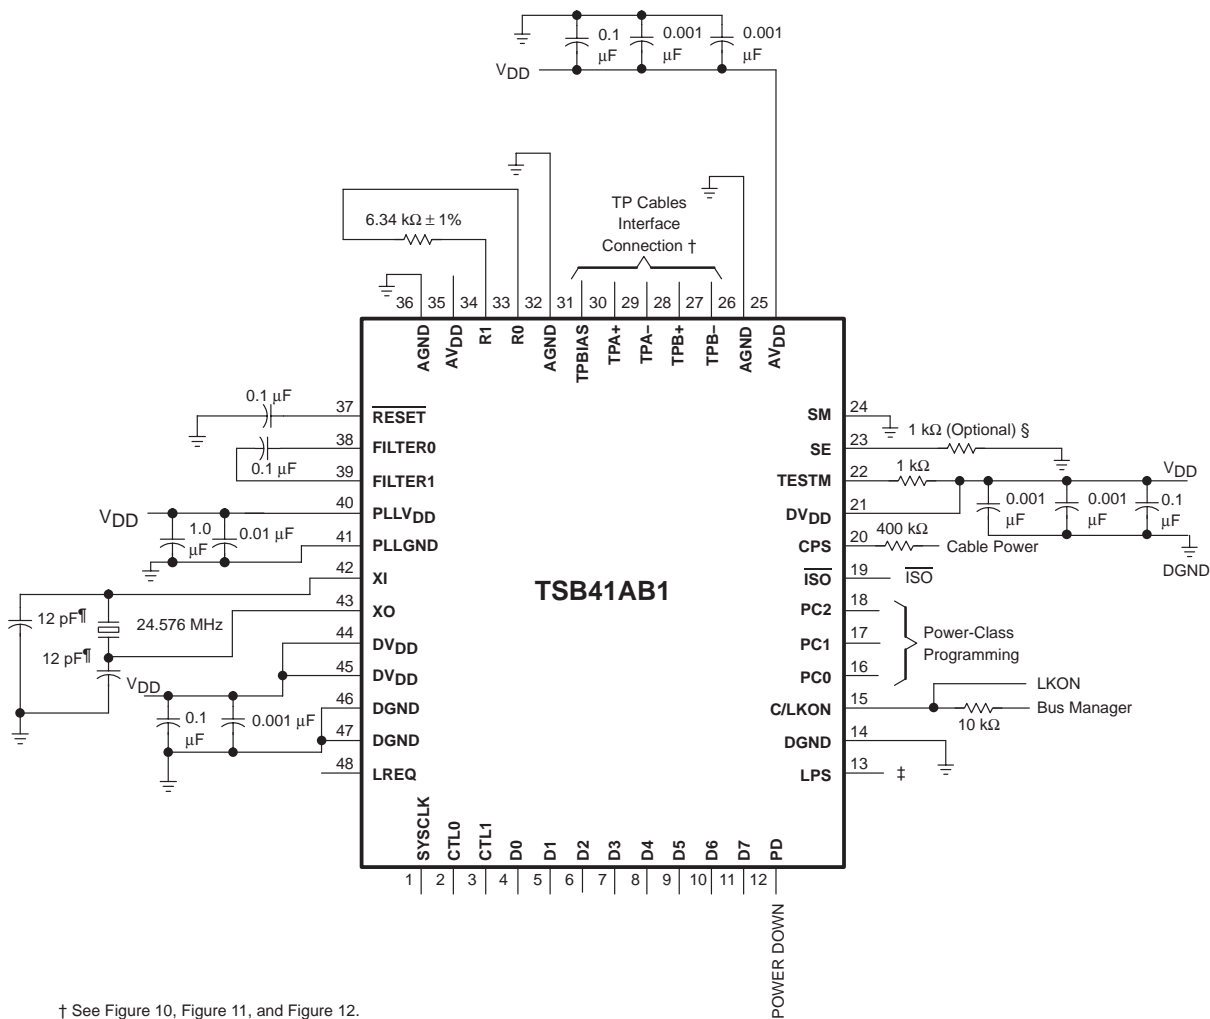 0.1
μF
0.001
μF
0.001
μF
VDD
6.34 kΩ ± 1%
TP Cables
Interface
Connection †
36 35 34 33 32 31 30 29 28 27 26 25
AGND
AVDD
R1
R0
AGND
TPBIAS
TPA+
TPA−
TPB+
TPB−
AGND
AVDD
0.1 μF
37 RESET
38 FILTER0
0.1 μF
39 FILTER1
VDD
40 PLLVDD
1.0
μF
0.01 μF
41 PLLGND
42 XI
43 XO
12 pF¶
24.576 MHz
12 pF¶
44 DVDD
45 DVDD
VDD
46 DGND
0.1
μF
0.001 μF
47 DGND
48 LREQ
TSB41AB1
SM 24
SE 23
1 kΩ (Optional) §
TESTM 22
1 kΩ
VDD
DVDD 21
0.001
μF
0.001
μF
0.1
μF
CPS 20
400 kΩ
Cable Power
DGND
ISO 19
ISO
PC2 18
PC1 17
PC0 16
Power-Class
Programming
C/LKON 15
LKON
Bus Manager
10 kΩ
DGND 14
LPS 13 ‡
SYSCLK
CTL0
CTL1
D0
D1
D2
D3
D4
D5
D6
D7
PD
1 2 3 4 5 6 7 8 9 10 11 12
POWER DOWN
† See Figure 10, Figure 11, and Figure 12.